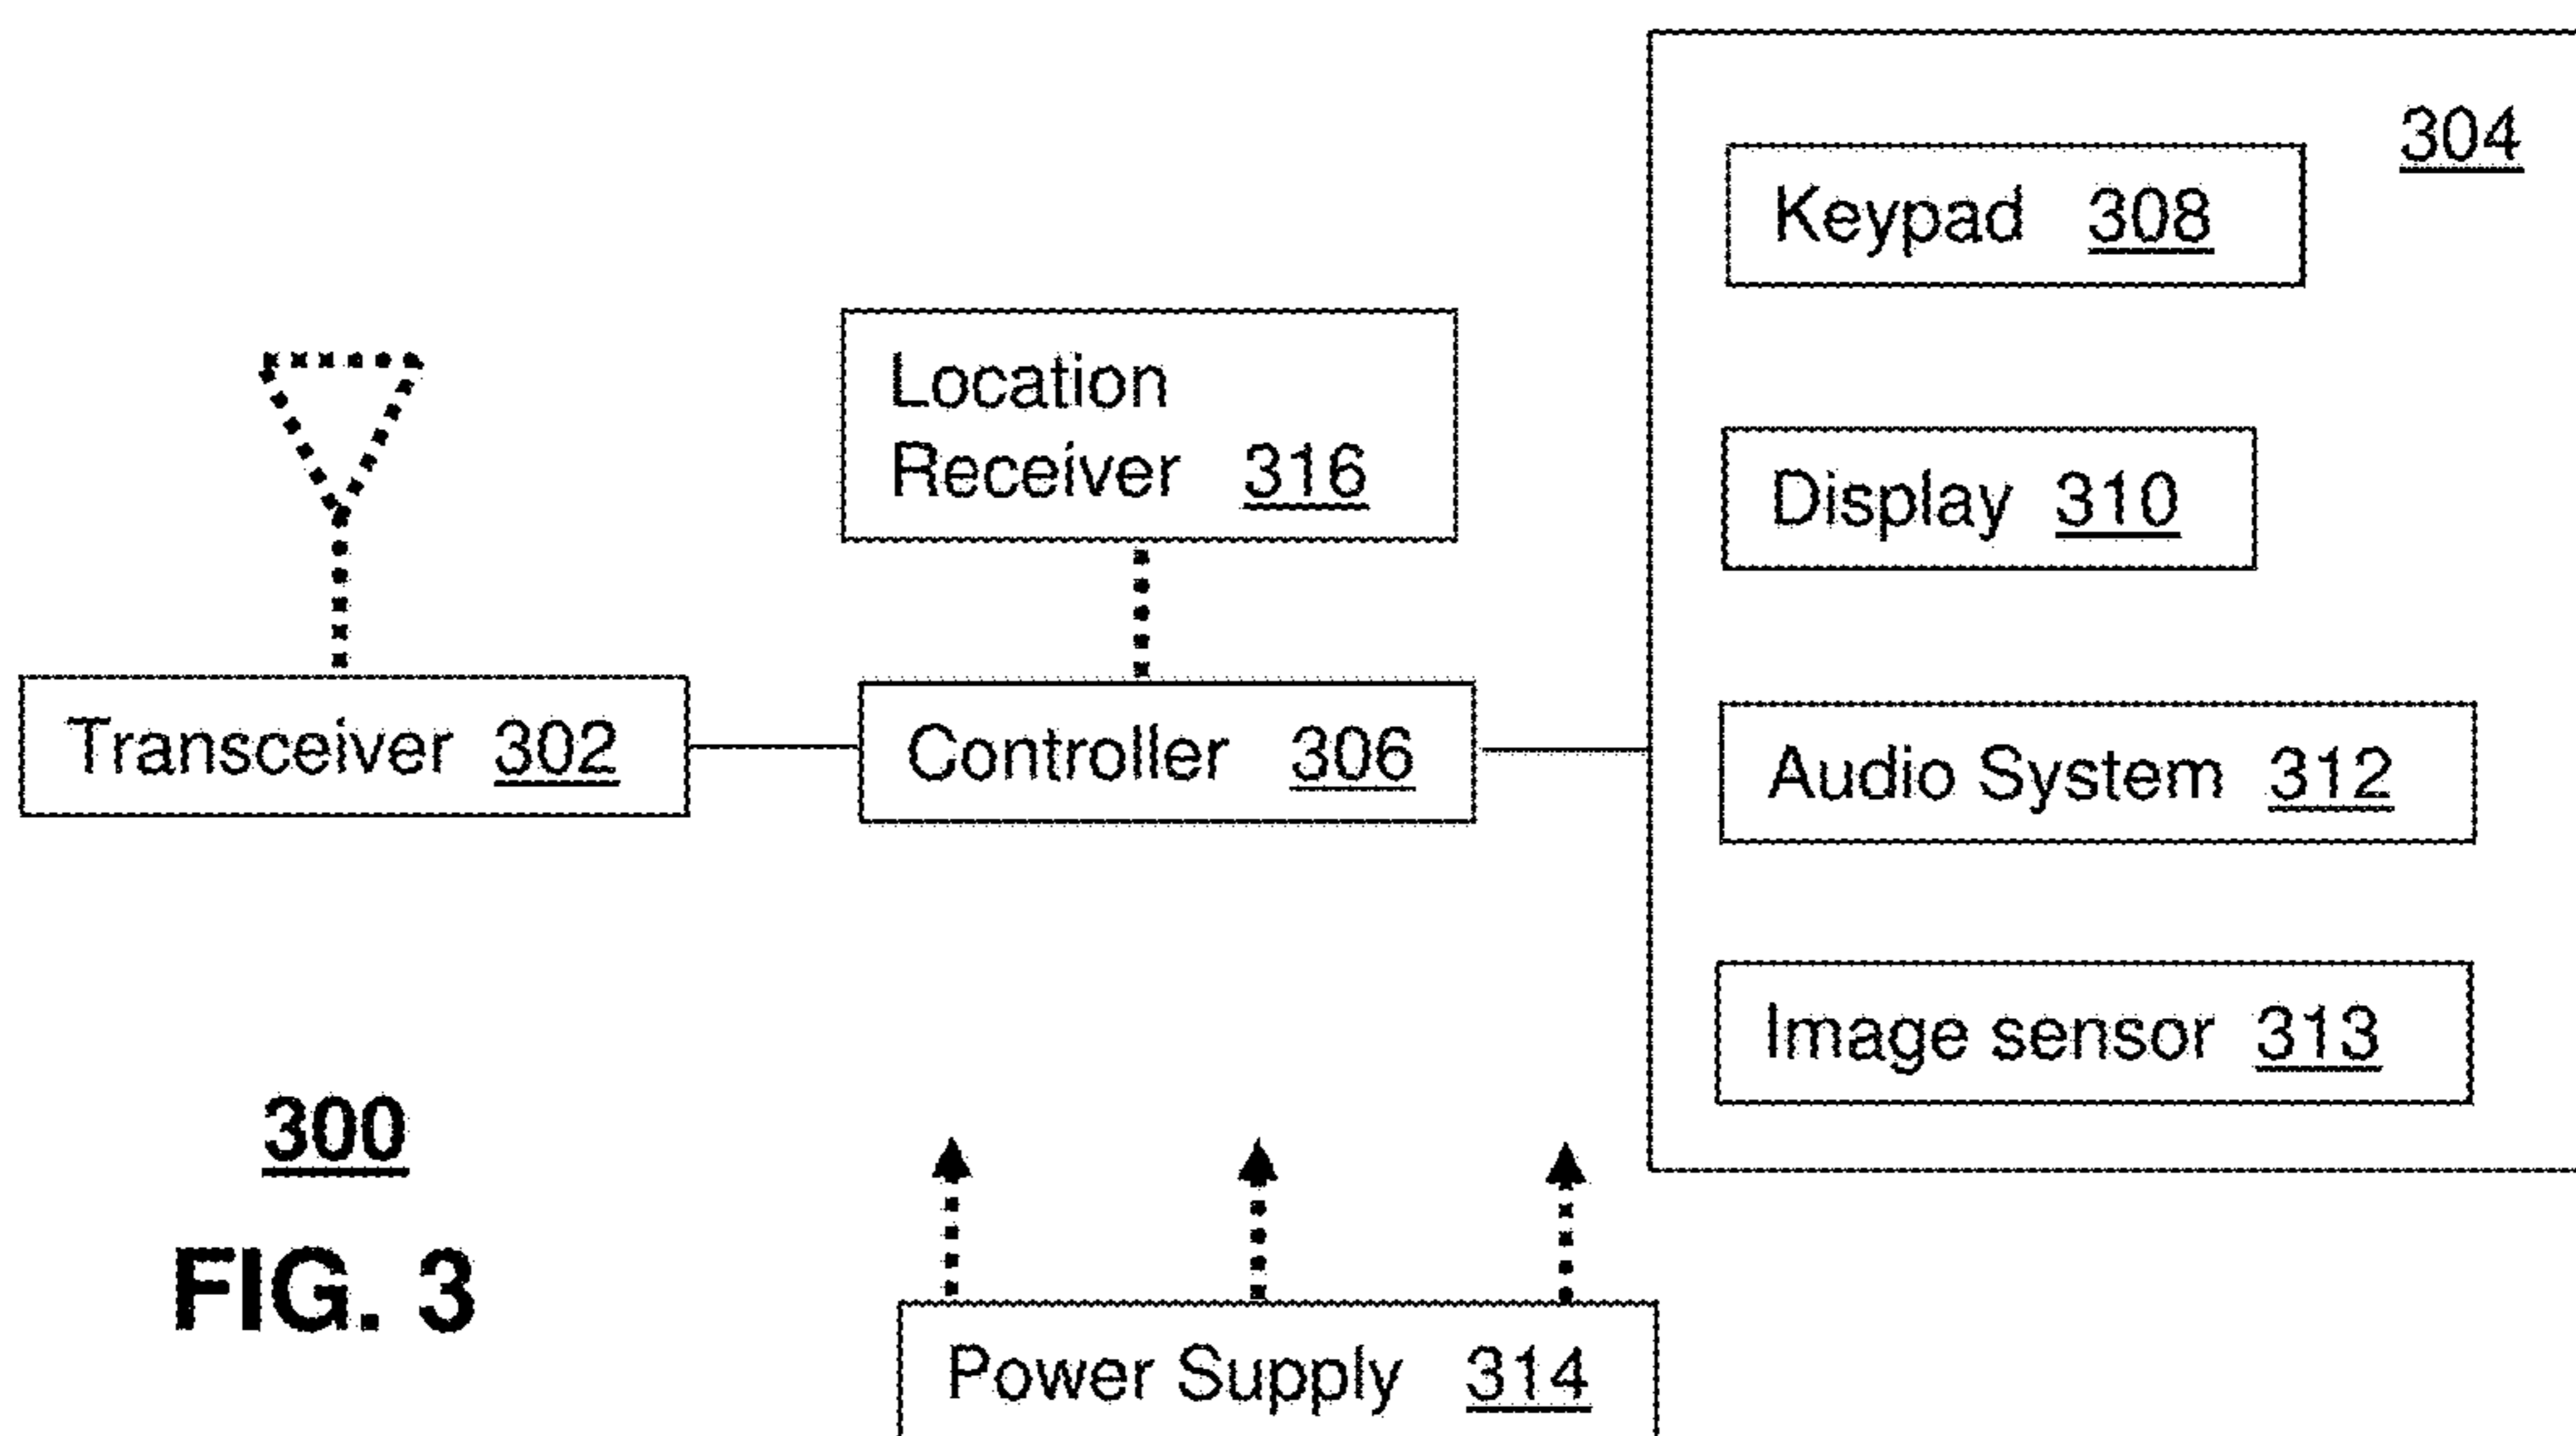 304
Keypad 308
Location
Receiver 316
Display 310
Transceiver 302
Controller 306
Audio System 312
Image sensor 313
300
FIG. 3
Power Supply 314